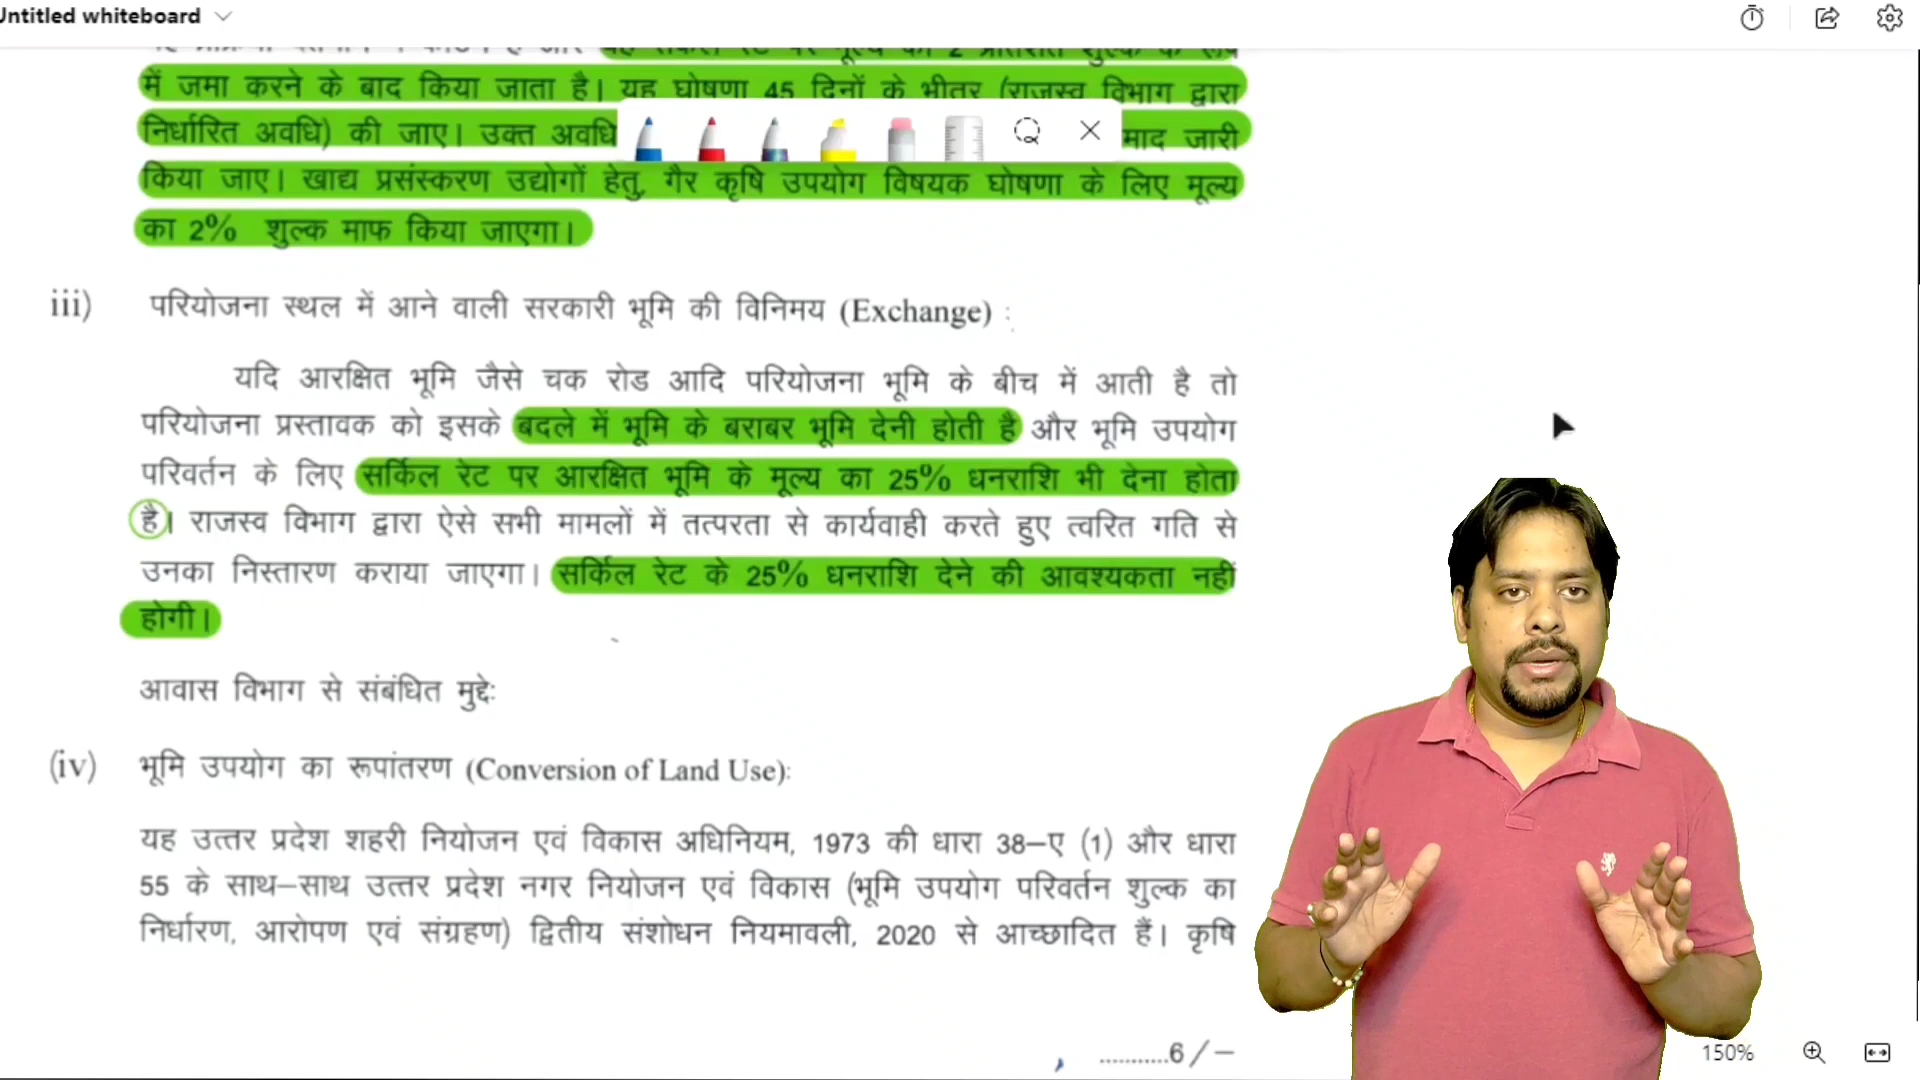 Untitled whiteboard
में जमा करने के बाद किया जाता है। यह घोषणा 45 दिनों के भीतर (राजस्व विभाग द्वारा
निर्धारित अवधि) की जाए। उक्त अवधि माद जारी
किया जाए। खाद्य प्रसंस्करण उद्योगों हेतु, गैर कृषि उपयोग विषयक घोषणा के लिए मूल्य
का 2% शुल्क माफ किया जाएगा।
iii) परियोजना स्थल में आने वाली सरकारी भूमि की विनिमय (Exchange) :
यदि आरक्षित भूमि जैसे चक रोड आदि परियोजना भूमि के बीच में आती है तो
परियोजना प्रस्तावक को इसके बदले में भूमि के बराबर भूमि देनी होती है और भूमि उपयोग
परिवर्तन के लिए सर्किल रेट पर आरक्षित भूमि के मूल्य का 25% धनराशि भी देना होता
है। राजस्व विभाग द्वारा ऐसे सभी मामलों में तत्परता से कार्यवाही करते हुए त्वरित गति से
उनका निस्तारण कराया जाएगा। सर्किल रेट के 25% धनराशि देने की आवश्यकता नहीं
होगी।
आवास विभाग से संबंधित मुद्दे:
(iv) भूमि उपयोग का रूपांतरण (Conversion of Land Use):
यह उत्तर प्रदेश शहरी नियोजन एवं विकास अधिनियम, 1973 की धारा 38–ए (1) और धारा
55 के साथ–साथ उत्तर प्रदेश नगर नियोजन एवं विकास (भूमि उपयोग परिवर्तन शुल्क का
निर्धारण, आरोपण एवं संग्रहण) द्वितीय संशोधन नियमावली, 2020 से आच्छादित हैं। कृषि
...........6/–
150%